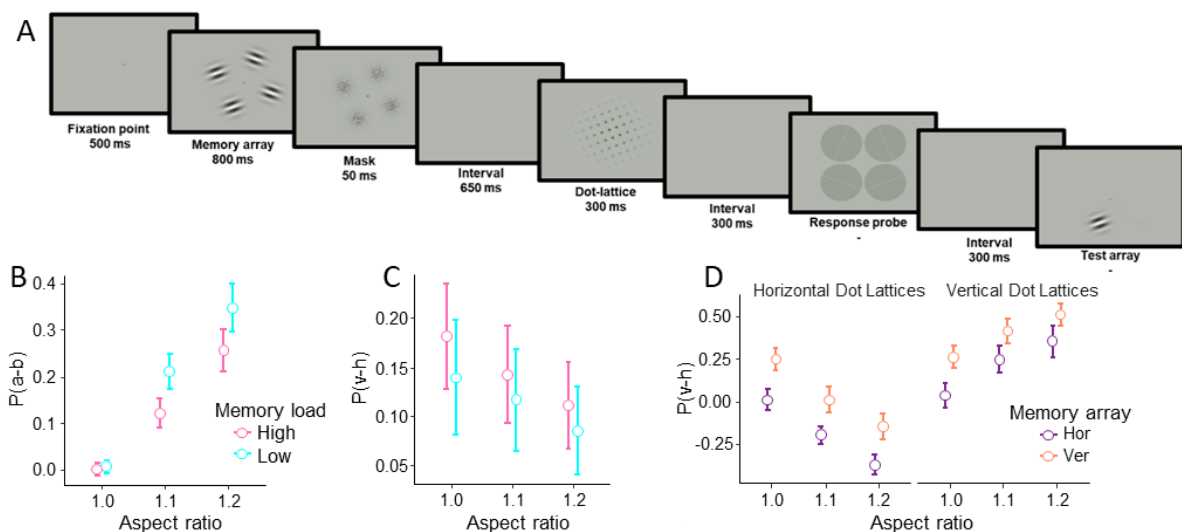 A
Fixation point
500 ms
Memory array
800 ms
Mask
50 ms
Interval
650 ms
Dot-lattice
300 ms
Interval
300 ms
Response probe
-
Interval
300 ms
Test array
-
B
P(a-b)
0.4
0.3
0.2
0.1
0.0
Memory load
High
Low
1.0 1.1 1.2
Aspect ratio
C
P(v-h)
0.20
0.15
0.10
0.05
1.0 1.1 1.2
Aspect ratio
D
Horizontal Dot Lattices Vertical Dot Lattices
P(v-h)
0.50
0.25
0.00
-0.25
Memory array
Hor
Ver
1.0 1.1 1.2 1.0 1.1 1.2
Aspect ratio Aspect ratio